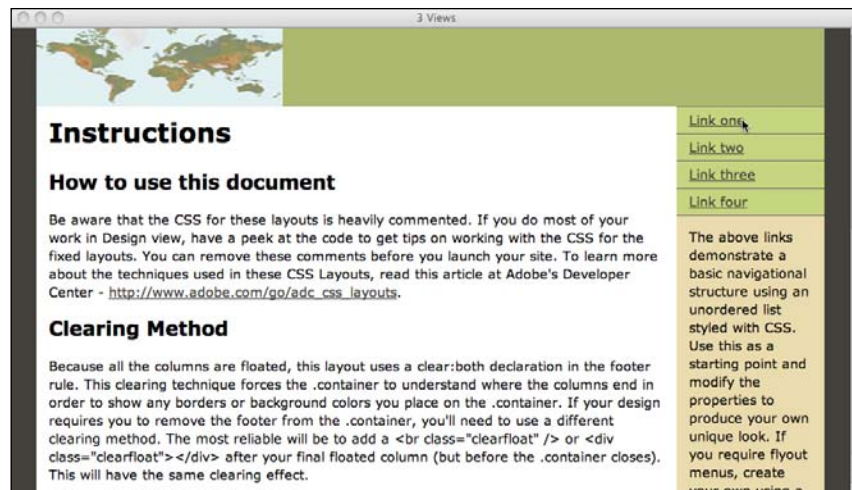 3 Views
Instructions
How to use this document
Be aware that the CSS for these layouts is heavily commented. If you do most of your
work in Design view, have a peek at the code to get tips on working with the CSS for the
fixed layouts. You can remove these comments before you launch your site. To learn more
about the techniques used in these CSS Layouts, read this article at Adobe's Developer
Center - http://www.adobe.com/go/adc_css_layouts.
Clearing Method
Because all the columns are floated, this layout uses a clear:both declaration in the footer
rule. This clearing technique forces the .container to understand where the columns end in
order to show any borders or background colors you place on the .container. If your design
requires you to remove the footer from the .container, you'll need to use a different
clearing method. The most reliable will be to add a <br class="clearfloat" /> or <div
class="clearfloat"></div> after your final floated column (but before the .container closes).
This will have the same clearing effect.
Link one
Link two
Link three
Link four
The above links
demonstrate a
basic navigational
structure using an
unordered list
styled with CSS.
Use this as a
starting point and
modify the
properties to
produce your own
unique look. If
you require flyout
menus, create
your own using a